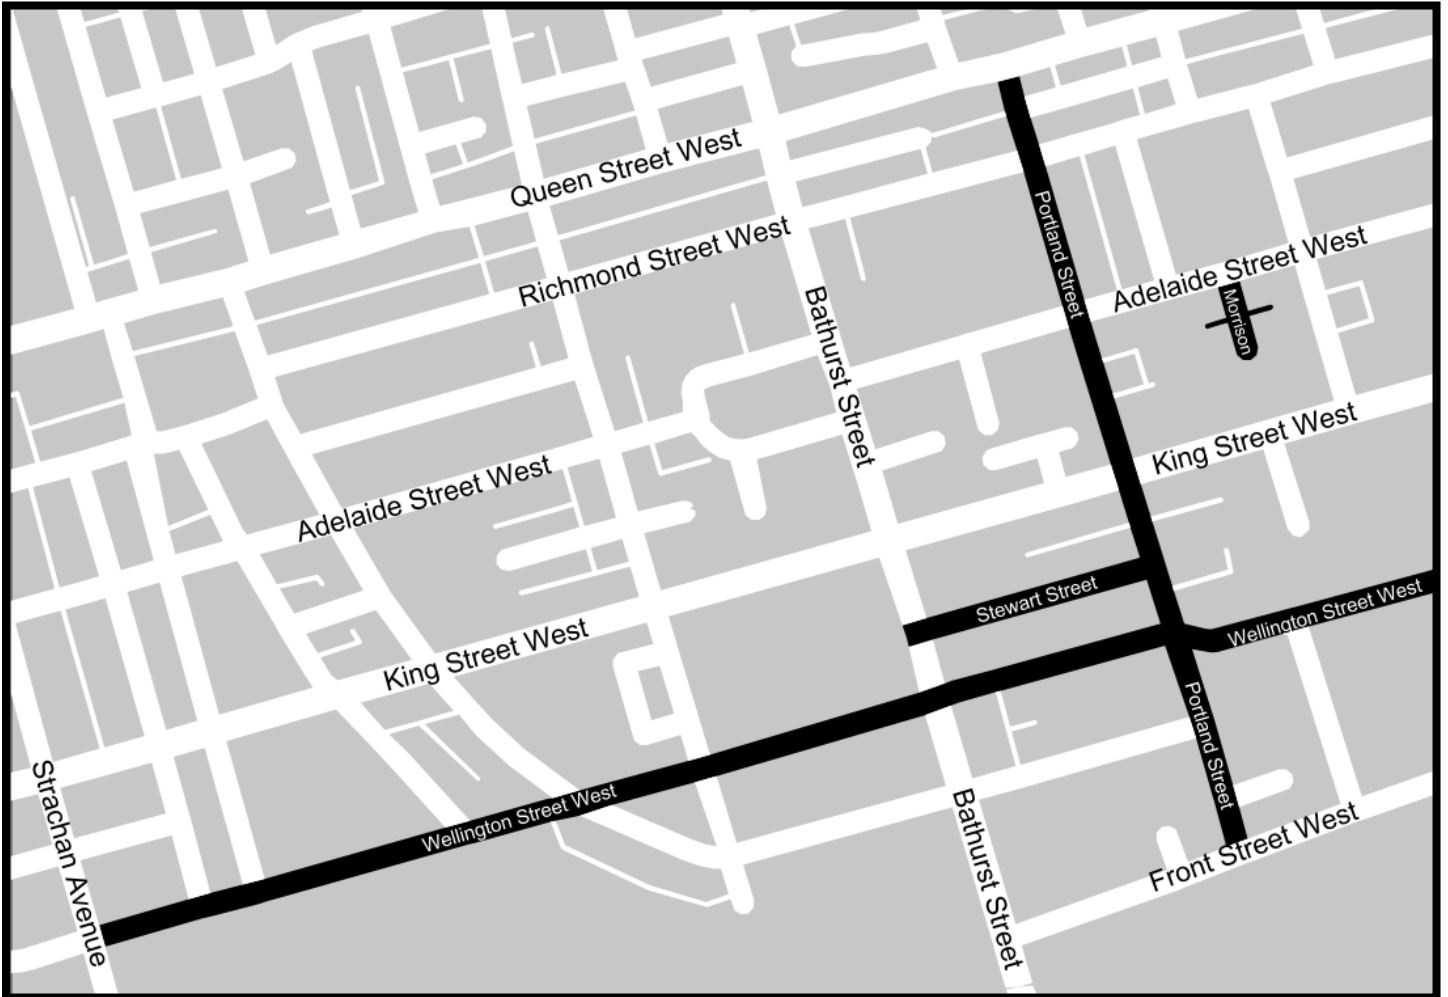 Queen Street West
Richmond Street West
Portland Street
Adelaide Street West
Morrison
Bathurst Street
King Street West
Adelaide Street West
Stewart Street
Wellington Street West
King Street West
Portland Street
Strachan Avenue
Wellington Street West
Bathurst Street
Front Street West